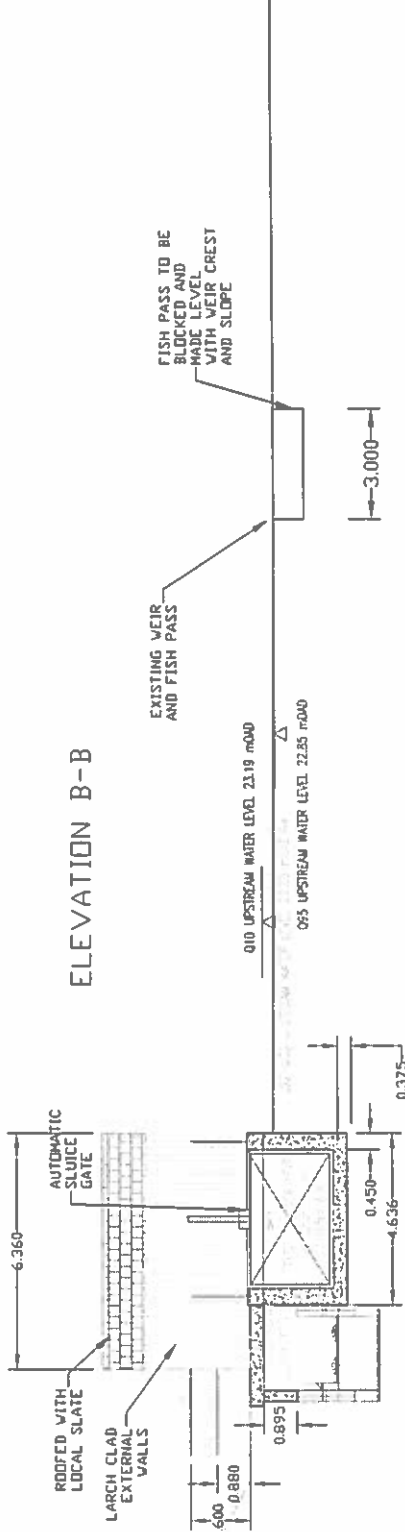 ELEVATION B-B
6.360
ROOFED WITH
LOCAL SLATE
AUTOMATIC
SLUICE
GATE
LARCH CLAD
EXTERNAL
WALLS
600
0.880
0.895
0.450
4.636
0.375
Q10 UPSTREAM WATER LEVEL 23.19 mOAD
Q95 UPSTREAM WATER LEVEL 22.85 mOAD
EXISTING WEIR
AND FISH PASS
FISH PASS TO BE
BLOCKED AND
MADE LEVEL
WITH WEIR CREST
AND SLOPE
3.000